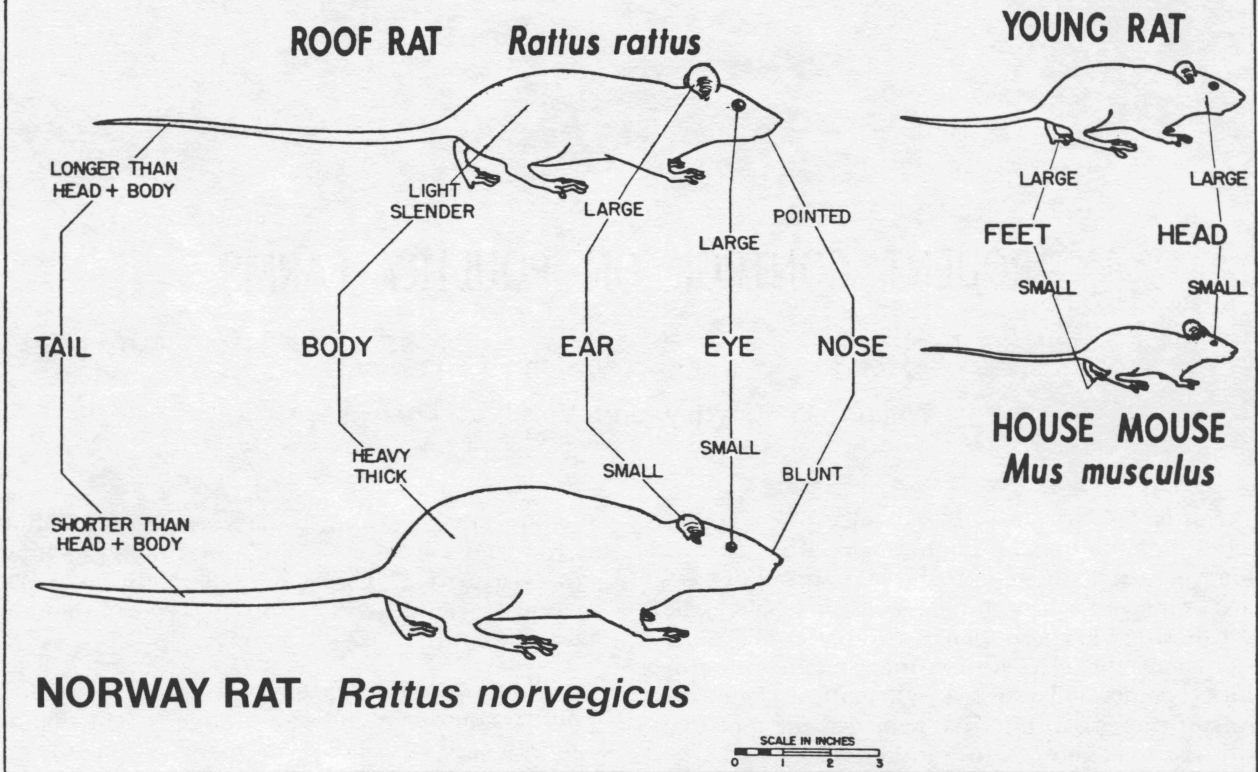 ROOF RAT Rattus rattus
YOUNG RAT
LONGER THAN
HEAD + BODY
LIGHT
SLENDER
LARGE
LARGE
POINTED
LARGE
LARGE
FEET
HEAD
SMALL
SMALL
TAIL
BODY
EAR
EYE
NOSE
HOUSE MOUSE
Mus musculus
HEAVY
THICK
SMALL
SMALL
BLUNT
SHORTER THAN
HEAD + BODY
NORWAY RAT Rattus norvegicus
SCALE IN INCHES
0 1 2 3